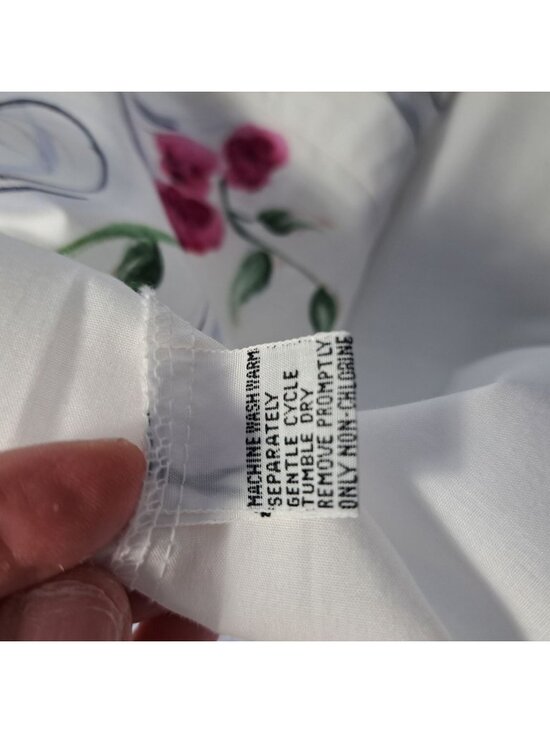 MACHINE WASH WARM
SEPARATELY
GENTLE CYCLE
TUMBLE DRY
REMOVE PROMPTLY
ONLY NON-CHLORINE